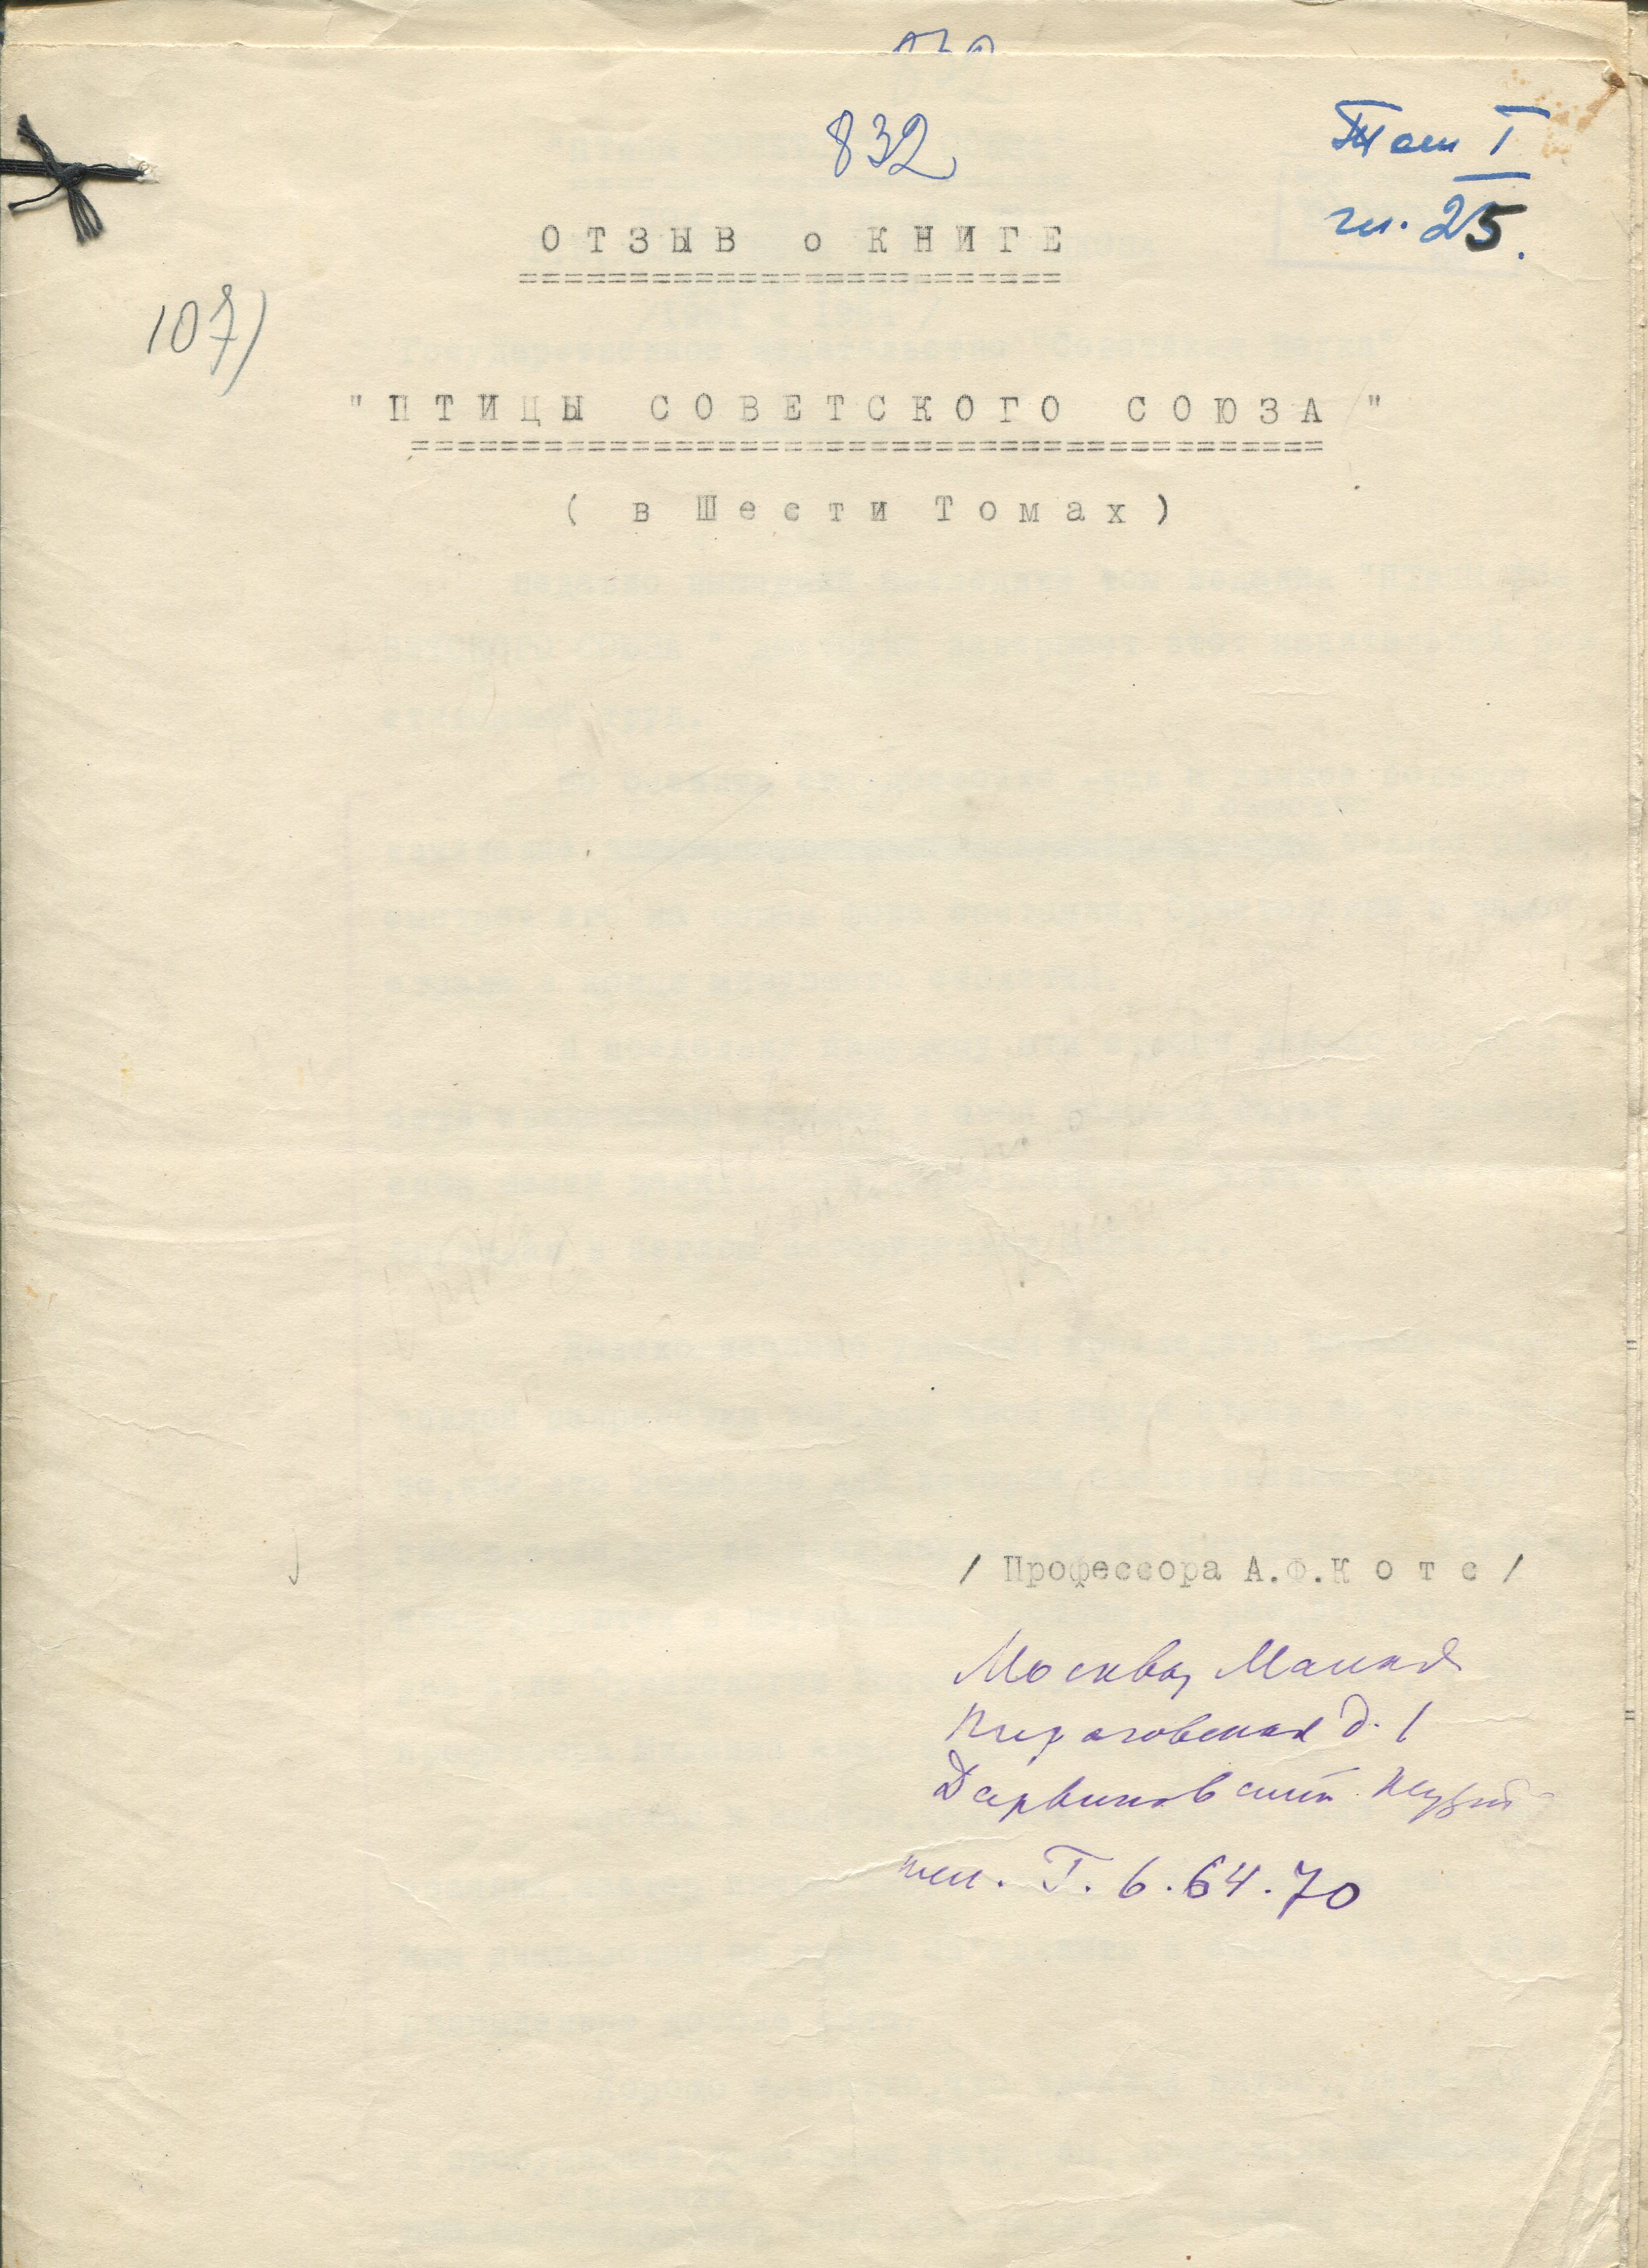 832
Том I
гл. 25.
ОТЗЫВ о КНИГЕ
107)
"ПТИЦЫ СОВЕТСКОГО СОЮЗА"
( в Шести Томах)
/ Профессора А.Ф.Котс/
Москва, Малая
Пироговская д. 1
Дарвиновский Музей
тел. Г. 6.64.70